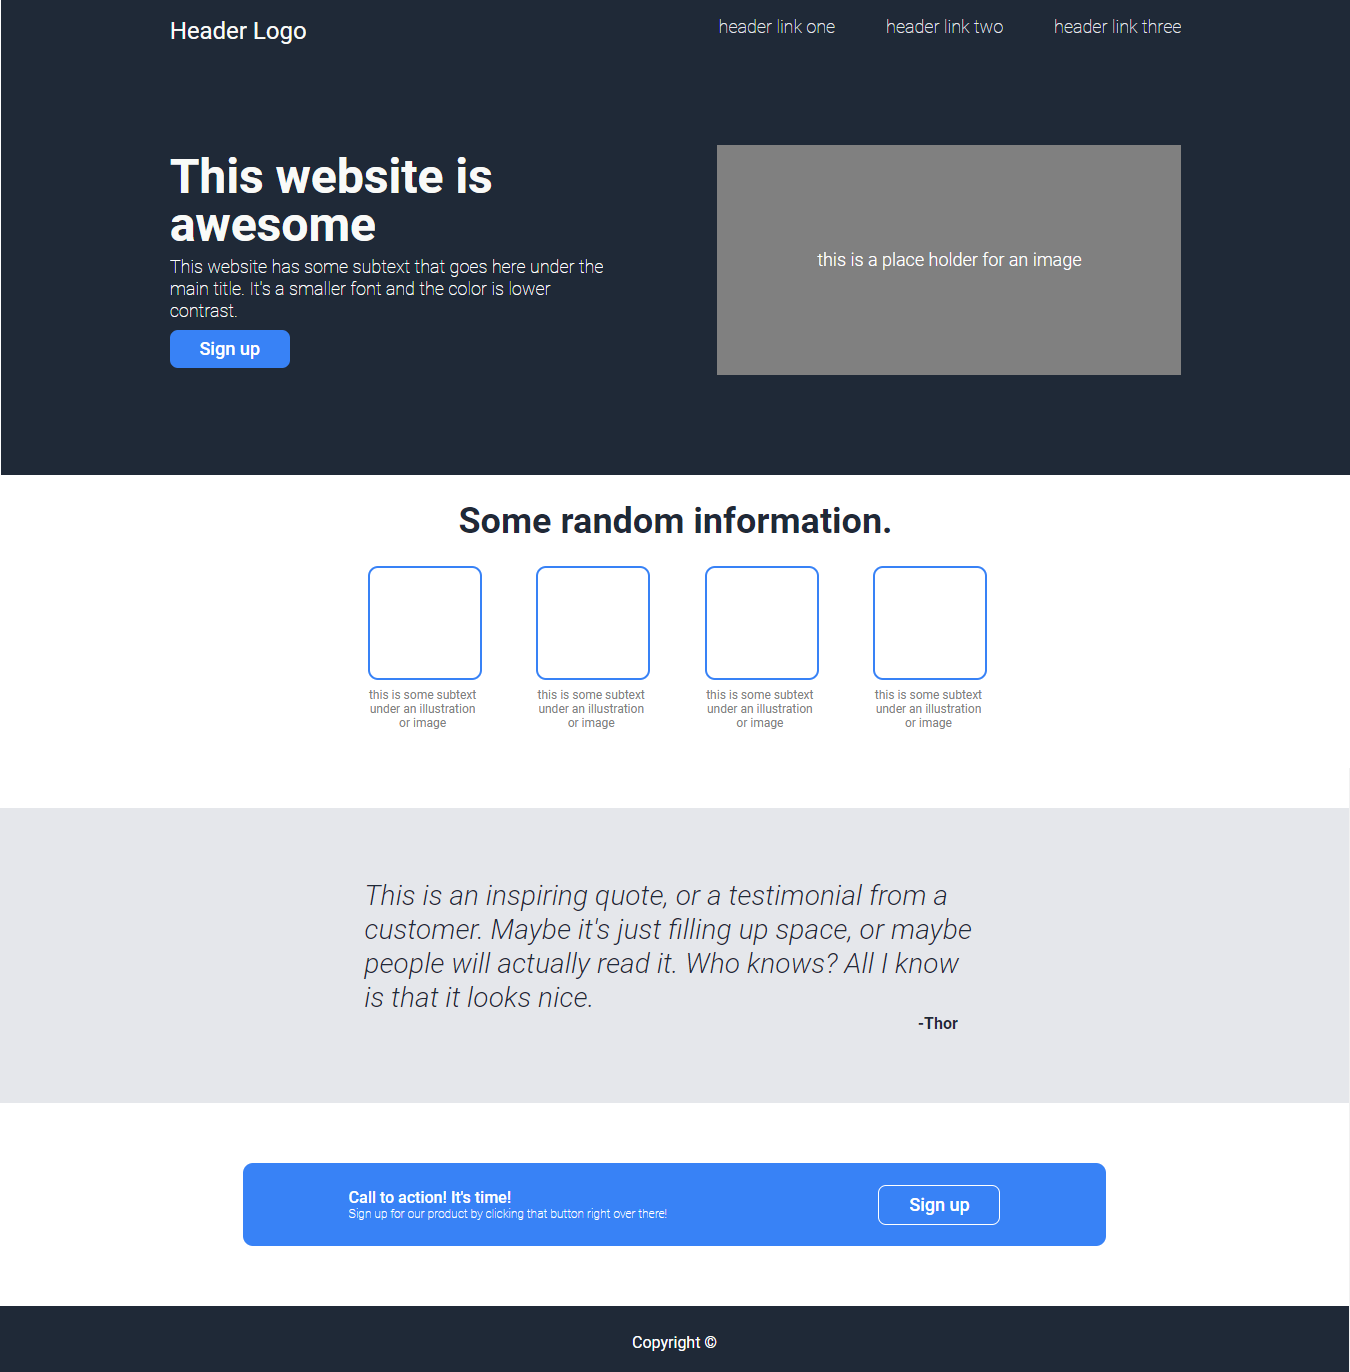 Header Logo
header link one
header link two
header link three
This website is
awesome
This website has some subtext that goes here under the
main title. It's a smaller font and the color is lower
contrast.
Sign up
this is a place holder for an image
Some random information.
this is some subtext
under an illustration
or image
this is some subtext
under an illustration
or image
this is some subtext
under an illustration
or image
this is some subtext
under an illustration
or image
This is an inspiring quote, or a testimonial from a
customer. Maybe it's just filling up space, or maybe
people will actually read it. Who knows? All I know
is that it looks nice.
-Thor
Call to action! It's time!
Sign up for our product by clicking that button right over there!
Sign up
Copyright ©